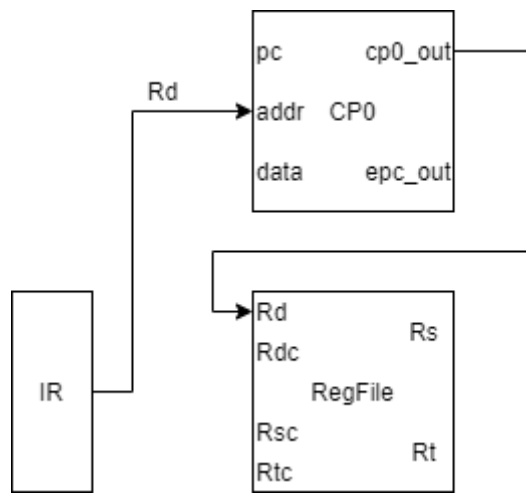 pc cp0_out
Rd
addr CP0
data epc_out
Rd
Rs
Rdc
IR
RegFile
Rsc
Rt
Rtc